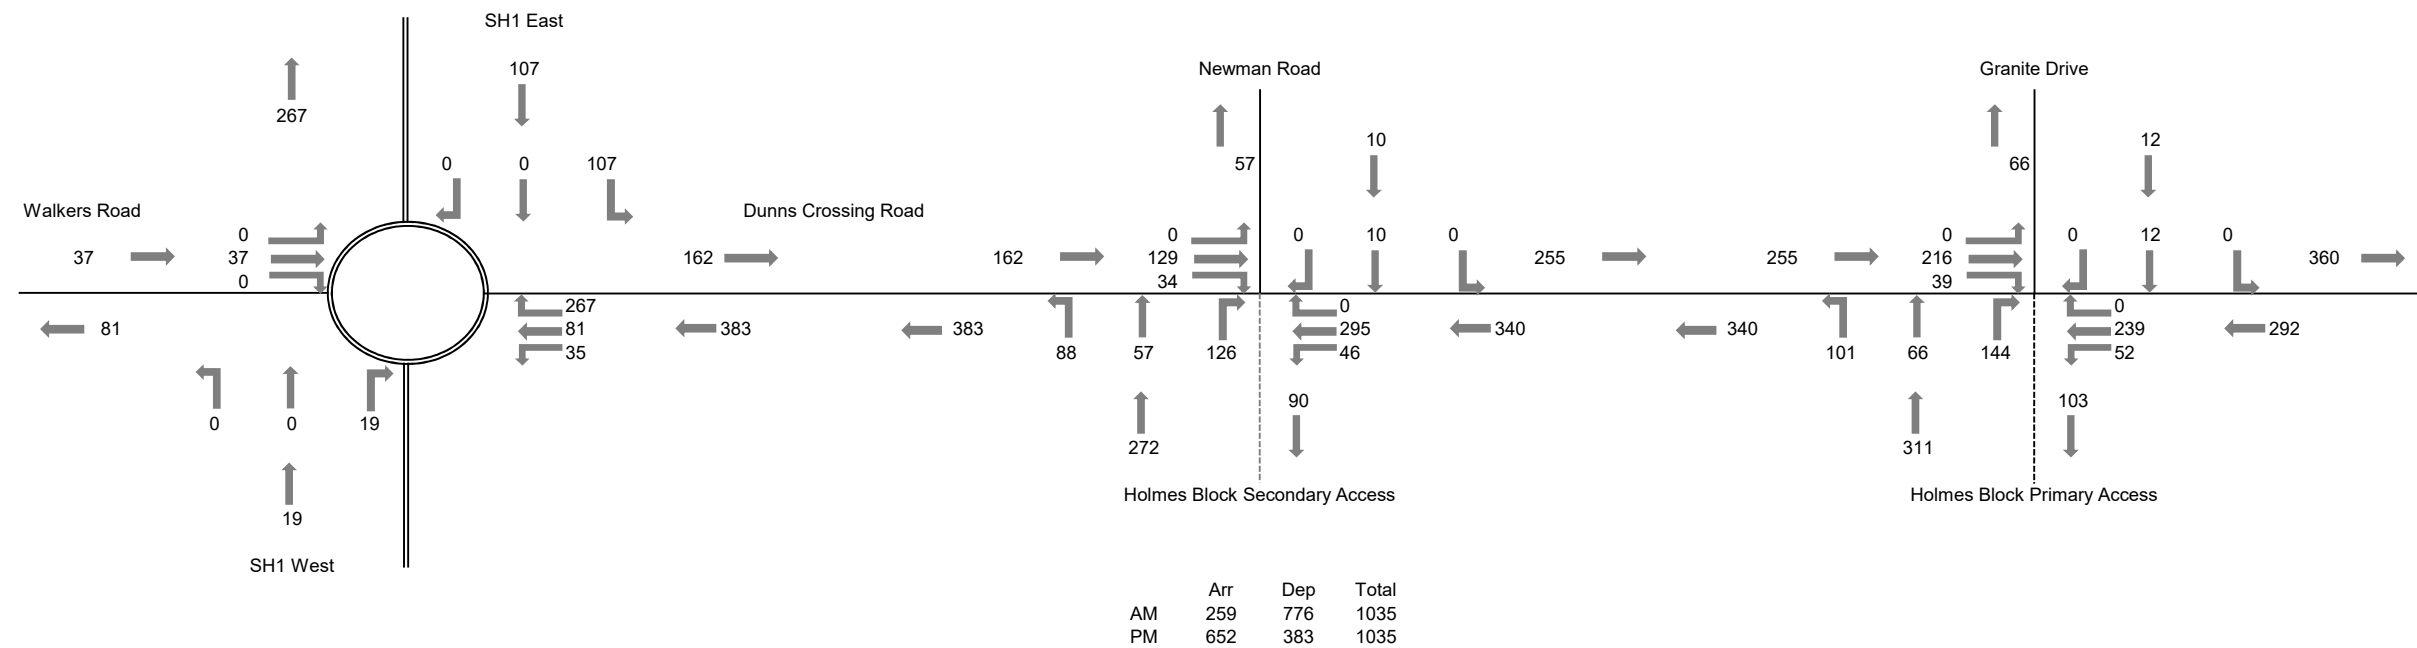 SH1 East
107
Newman Road
Granite Drive
267
10
12
0 0 107
57
66
Walkers Road
Dunns Crossing Road
0
0 0 10 0
0 0 12 0
37 37
162
162 129
255
255 216
360
0
34
39
267
0
0
81
81
383
383
295
340
340
239
292
35
88 57 126
46
101 66 144
52
90
103
0 0 19
272
311
Holmes Block Secondary Access
Holmes Block Primary Access
19
SH1 West
Arr Dep Total
AM 259 776 1035
PM 652 383 1035